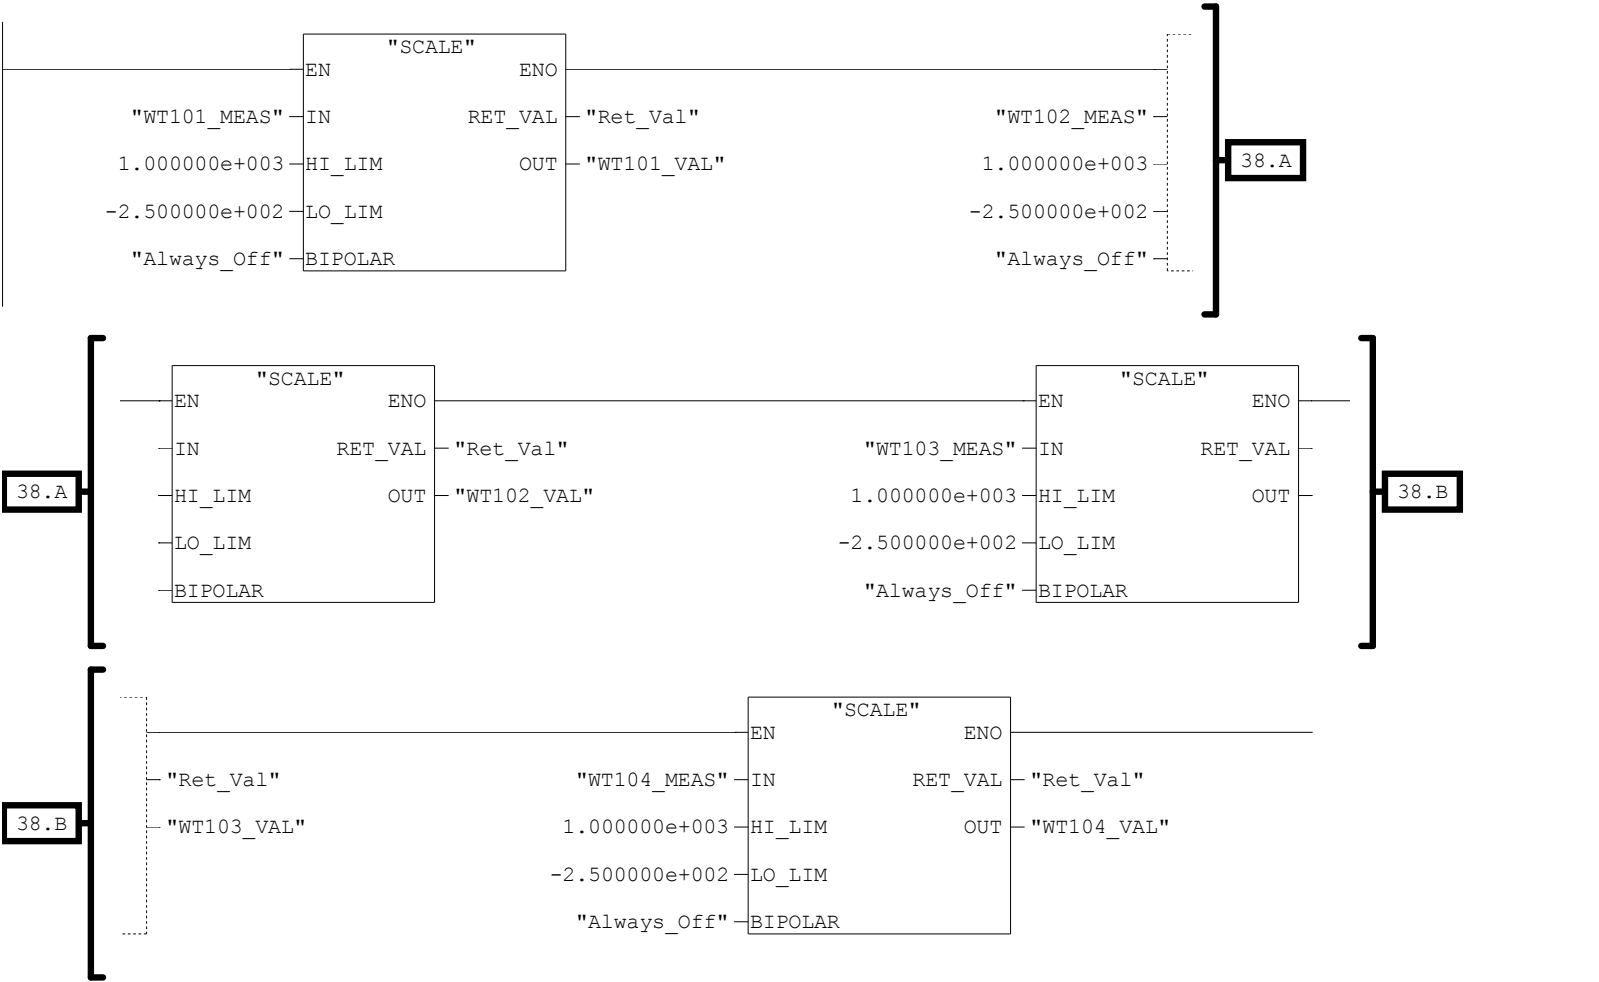 "SCALE"
EN ENO
"WT101_MEAS" IN RET_VAL "Ret_Val" "WT102_MEAS"
1.000000e+003 HI_LIM OUT "WT101_VAL" 1.000000e+003 38.A
-2.500000e+002 LO_LIM -2.500000e+002
"Always_Off" BIPOLAR "Always_Off"
"SCALE" "SCALE"
EN ENO EN ENO
IN RET_VAL "Ret_Val" "WT103_MEAS" IN RET_VAL
38.A HI_LIM OUT "WT102_VAL" 1.000000e+003 HI_LIM OUT 38.B
LO_LIM -2.500000e+002 LO_LIM
BIPOLAR "Always_Off" BIPOLAR
"SCALE"
EN ENO
"Ret_Val" "WT104_MEAS" IN RET_VAL "Ret_Val"
38.B "WT103_VAL" 1.000000e+003 HI_LIM OUT "WT104_VAL"
-2.500000e+002 LO_LIM
"Always_Off" BIPOLAR